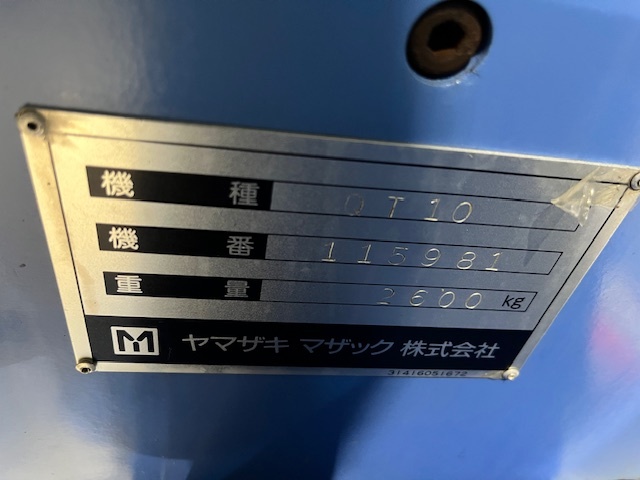 機種 QT10
機番 115981
重量 2600 kg
M ヤマザキ マザック 株式会社
31416051672